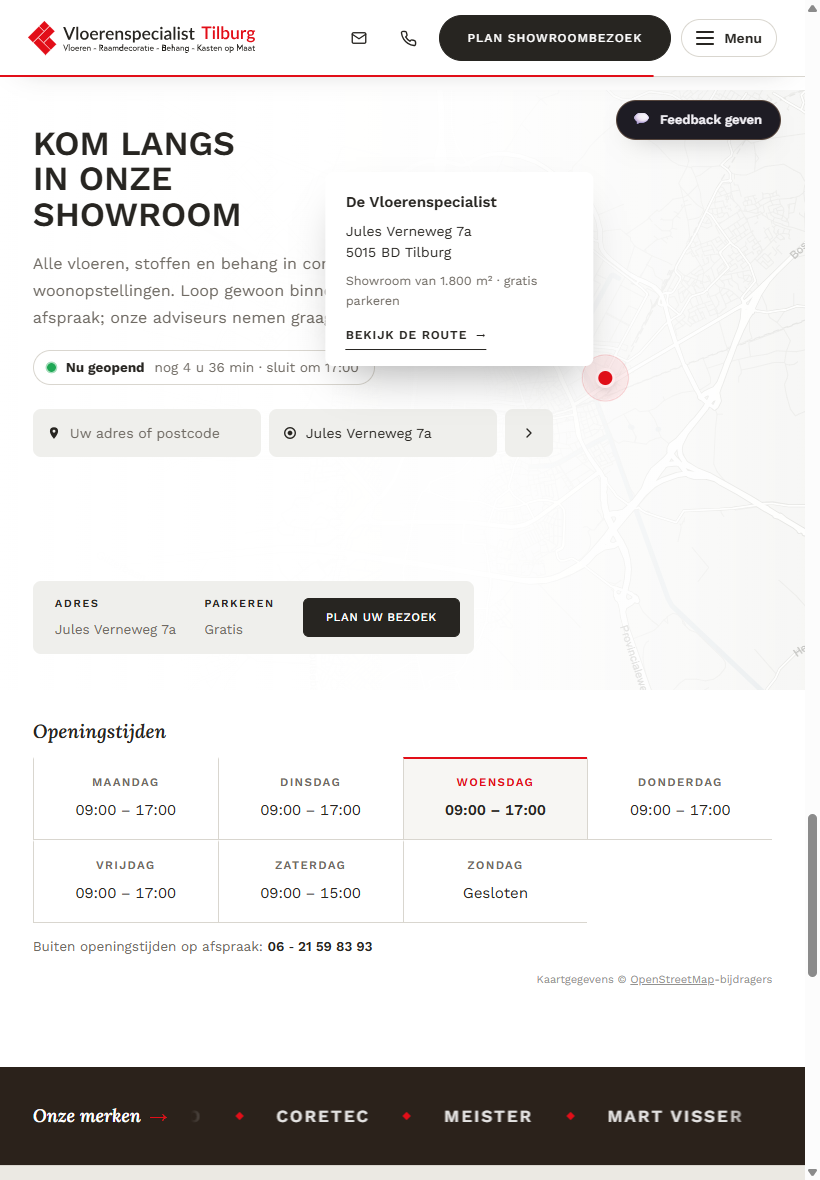 Vloerenspecialist Tilburg
Vloeren - Raamdecoratie - Behang - Kasten op Maat
PLAN SHOWROOMBEZOEK
Menu
Feedback geven
KOM LANGS
IN ONZE
SHOWROOM
Alle vloeren, stoffen en behang in
woonopstellingen. Loop gewoon
afspraak; onze adviseurs nemen
De Vloerenspecialist
Jules Verneweg 7a
5015 BD Tilburg
Showroom van 1.800 m² · gratis
parkeren
BEKIJK DE ROUTE →
Nu geopend nog 4 u 36 min · sluit om 17:00
Uw adres of postcode
Jules Verneweg 7a
ADRES
Jules Verneweg 7a
PARKEREN
Gratis
PLAN UW BEZOEK
Openingstijden
MAANDAG
09:00 – 17:00
DINSDAG
09:00 – 17:00
WOENSDAG
09:00 – 17:00
DONDERDAG
09:00 – 17:00
VRIJDAG
09:00 – 17:00
ZATERDAG
09:00 – 15:00
ZONDAG
Gesloten
Buiten openingstijden op afspraak: 06 - 21 59 83 93
Kaartgegevens © OpenStreetMap-bijdragers
Onze merken →
CORETEC
MEISTER
MART VISSER